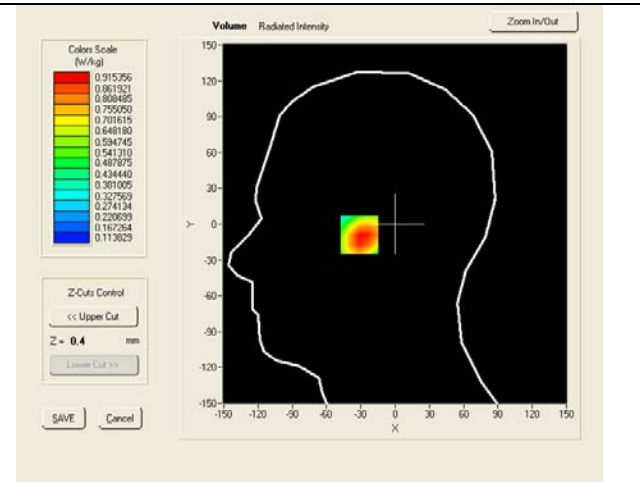 Volume Radiated Intensity
Zoom In/Out
Colors Scale
(W/kg)
0.915356
0.861921
0.808485
0.755050
0.701615
0.648180
0.594745
0.541310
0.487875
0.434440
0.381005
0.327569
0.274134
0.220699
0.167264
0.113829
Z-Cuts Control
<< Upper Cut
Z = 0.4 mm
Lower Cut >>
SAVE Cancel
150
120
90
60
30
0
-30
-60
-90
-120
-150
Y
-150 -120 -90 -60 -30 0 30 60 90 120 150
X